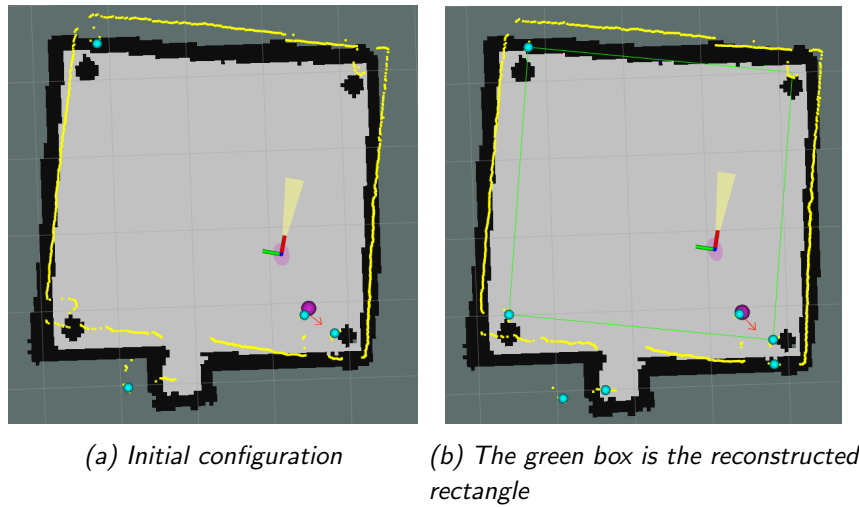 (a) Initial configuration
(b) The green box is the reconstructed
rectangle